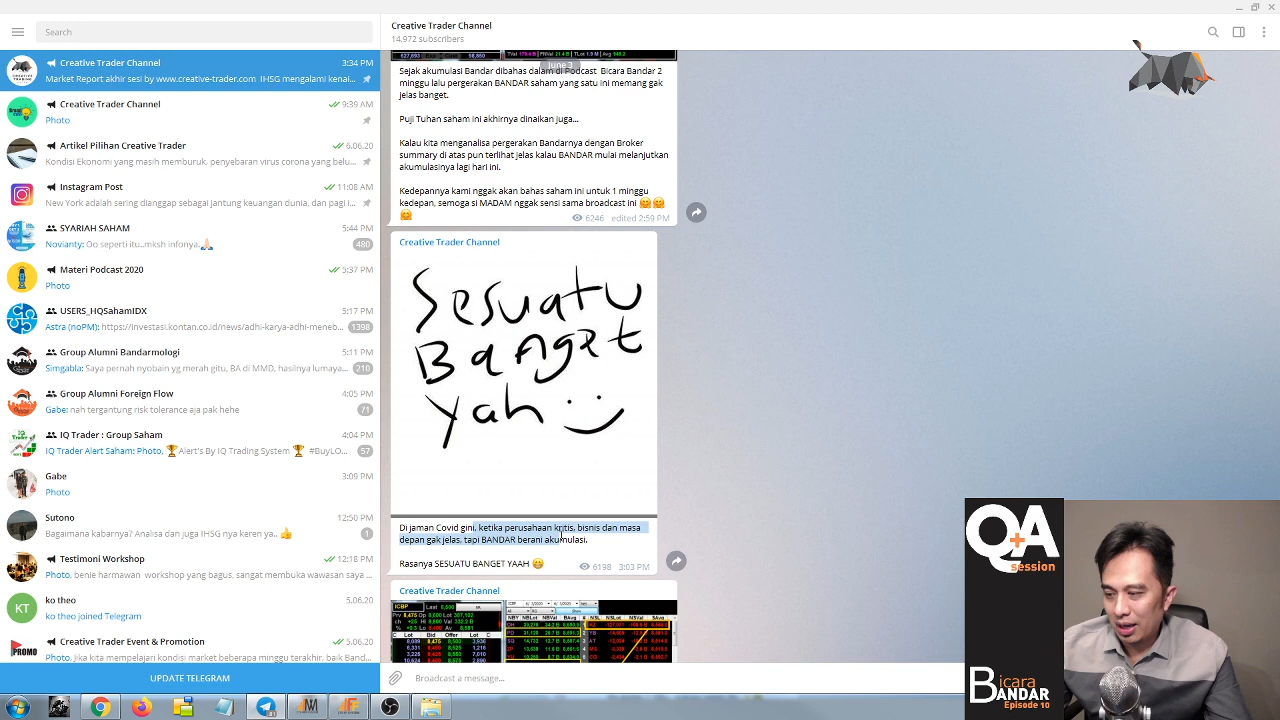 Search
Creative Trader Channel
3:34 PM
Market Report akhir sesi by www.creative-trader.com IHSG mengalami kenai...
Creative Trader Channel
9:39 AM
Photo
Artikel Pilihan Creative Trader
6.06.20
Kondisi Ekonomi yang masih memburuk, penyebaran virus corona yang belu...
Instagram Post
11:08 AM
New York adalah sering dianggap sebagai jantung keuangan dunia, dan pagi i...
SYARIAH SAHAM
5:44 PM
Novianty: Oo seperti itu..mksh infonya..🙏🏻
480
Materi Podcast 2020
5:37 PM
Photo
USERS_HQSahamIDX
5:17 PM
Astra (noPM): https://investasi.kontan.co.id/news/adhi-karya-adhi-meneb...
1398
Group Alumni Bandarmologi
5:11 PM
Simgabla: Saya pernah nyobain yg merah gitu, BA di MMD, hasilnya lumaya...
210
Group Alumni Foreign Flow
4:05 PM
Gabe: nah tergantung risk tolerance aja pak hehe
71
IQ Trader : Group Saham
4:04 PM
IQ Trader Alert Saham: Photo, 🏆Alert's By IQ Trading System 🏆 #BuyLO...
57
Gabe
3:09 PM
Photo
Sutono
12:50 PM
Bagaimana kabarnya? Analisa dan juga IHSG nya keren ya.. 👍
1
Testimoni Workshop
12:18 PM
Photo, benie harmawan workshop yang bagus, sangat membuka wawasan saya ...
KT
ko theo
5.06.20
ko theo joined Telegram
PROMO
Creative Trader Event & Promotion
5.06.20
Photo, Jika kita mempelajari kondisi market beberapa minggu terakhir, baik Band...
UPDATE TELEGRAM
Creative Trader Channel
14,972 subscribers
June 3
Sejak akumulasi Bandar dibahas dalam di Podcast Bicara Bandar 2
minggu lalu pergerakan BANDAR saham yang satu ini memang gak
jelas banget.
Puji Tuhan saham ini akhirnya dinaikan juga...
Kalau kita menganalisa pergerakan Bandarnya dengan Broker
summary di atas pun terlihat jelas kalau BANDAR mulai melanjutkan
akumulasinya lagi hari ini.
Kedepannya kami nggak akan bahas saham ini untuk 1 minggu
kedepan, semoga si MADAM nggak sensi sama broadcast ini 🤗🤗
🤗
6246 edited 2:59 PM
Creative Trader Channel
Sesuatu
Banget
Yah :)
Di jaman Covid gini, ketika perusahaan kritis, bisnis dan masa
depan gak jelas, tapi BANDAR berani akumulasi.
Rasanya SESUATU BANGET YAAH 😋
6198 3:03 PM
Creative Trader Channel
ICBP
Broadcast a message...
Q+A
session
Bicara
BANDAR
Episode 10